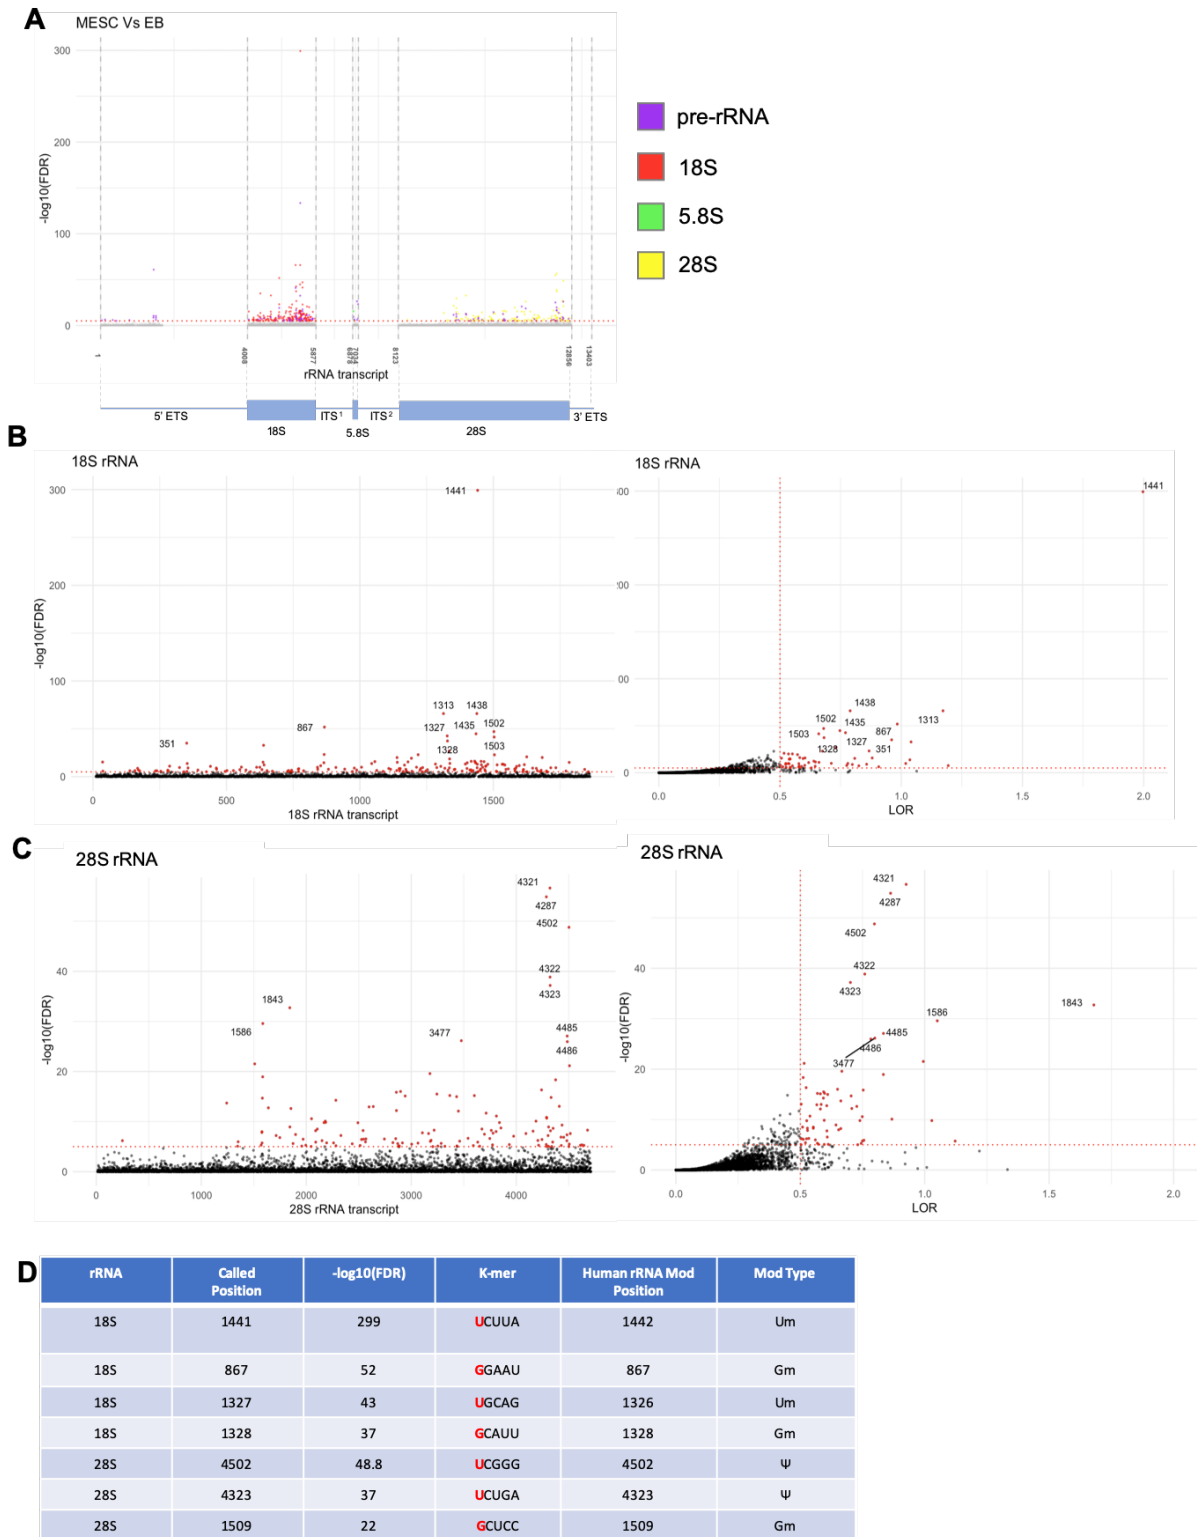 A
MESC Vs EB
300
200
100
0
-log10(FDR)
1
4008
5877
6878
7034
8123
12856
13403
rRNA transcript
5' ETS
18S
ITS1
5.8S
ITS2
28S
3' ETS
pre-rRNA
18S
5.8S
28S
B
18S rRNA
300
200
100
0
-log10(FDR)
1441
1313
1438
867
1327
1435
1502
351
1328
1503
0
500
1000
1500
18S rRNA transcript
18S rRNA
1441
1438
1502
1435
867
1313
1503
1327
1328
351
0
0.0
0.5
1.0
1.5
2.0
LOR
C
28S rRNA
40
20
0
-log10(FDR)
4321
4287
4502
4322
4323
1843
1586
3477
4485
4486
0
1000
2000
3000
4000
28S rRNA transcript
28S rRNA
40
20
0
-log10(FDR)
4321
4287
4502
4322
4323
1843
1586
4485
4486
3477
0.0
0.5
1.0
1.5
2.0
LOR
D
rRNA Called Position -log10(FDR) K-mer Human rRNA Mod Position Mod Type
18S 1441 299 UCUUA 1442 Um
18S 867 52 GGAAU 867 Gm
18S 1327 43 UGCAG 1326 Um
18S 1328 37 GCAUU 1328 Gm
28S 4502 48.8 UCGGG 4502 Ψ
28S 4323 37 UCUGA 4323 Ψ
28S 1509 22 GCUCC 1509 Gm